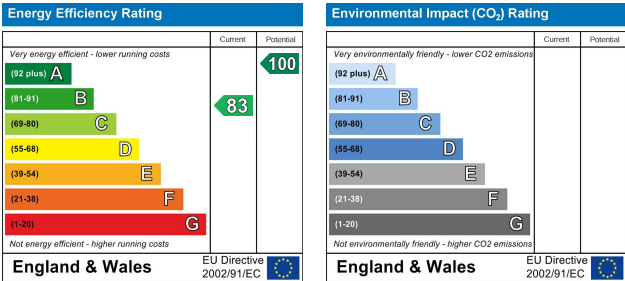 Energy Efficiency Rating
Current Potential
Very energy efficient - lower running costs
(92 plus) A
(81-91) B
(69-80) C
(55-68) D
(39-54) E
(21-38) F
(1-20) G
83
100
Not energy efficient - higher running costs
England & Wales
EU Directive
2002/91/EC
Environmental Impact (CO₂) Rating
Current Potential
Very environmentally friendly - lower CO2 emissions
(92 plus) A
(81-91) B
(69-80) C
(55-68) D
(39-54) E
(21-38) F
(1-20) G
Not environmentally friendly - higher CO2 emissions
England & Wales
EU Directive
2002/91/EC